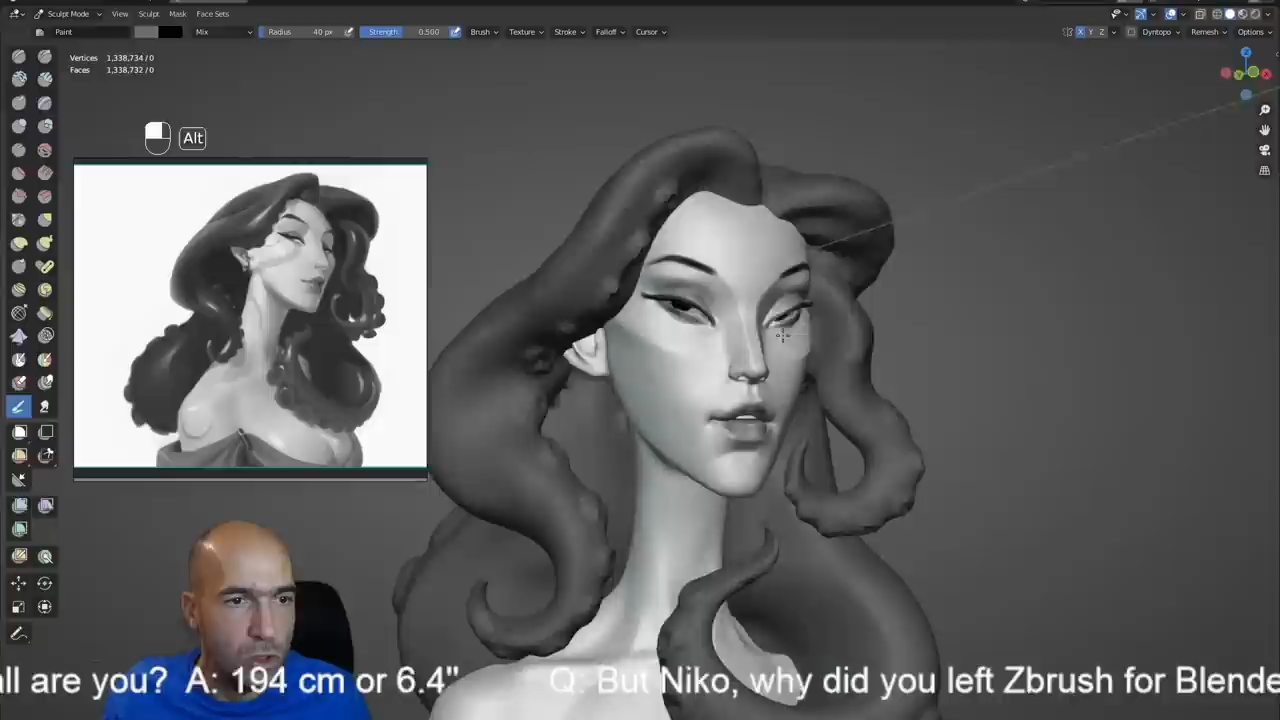 Sculpt Mode View Sculpt Mask Face Sets
Paint Mix Radius 40 px Strength 0.500 Brush Texture Stroke Falloff Cursor X Y Z Dyntopo Remesh Options
Vertices 1,338,734 / 0
Faces 1,338,732 / 0
Z
Y X
Alt
all are you? A: 194 cm or 6.4" Q: But Niko, why did you left Zbrush for Blende